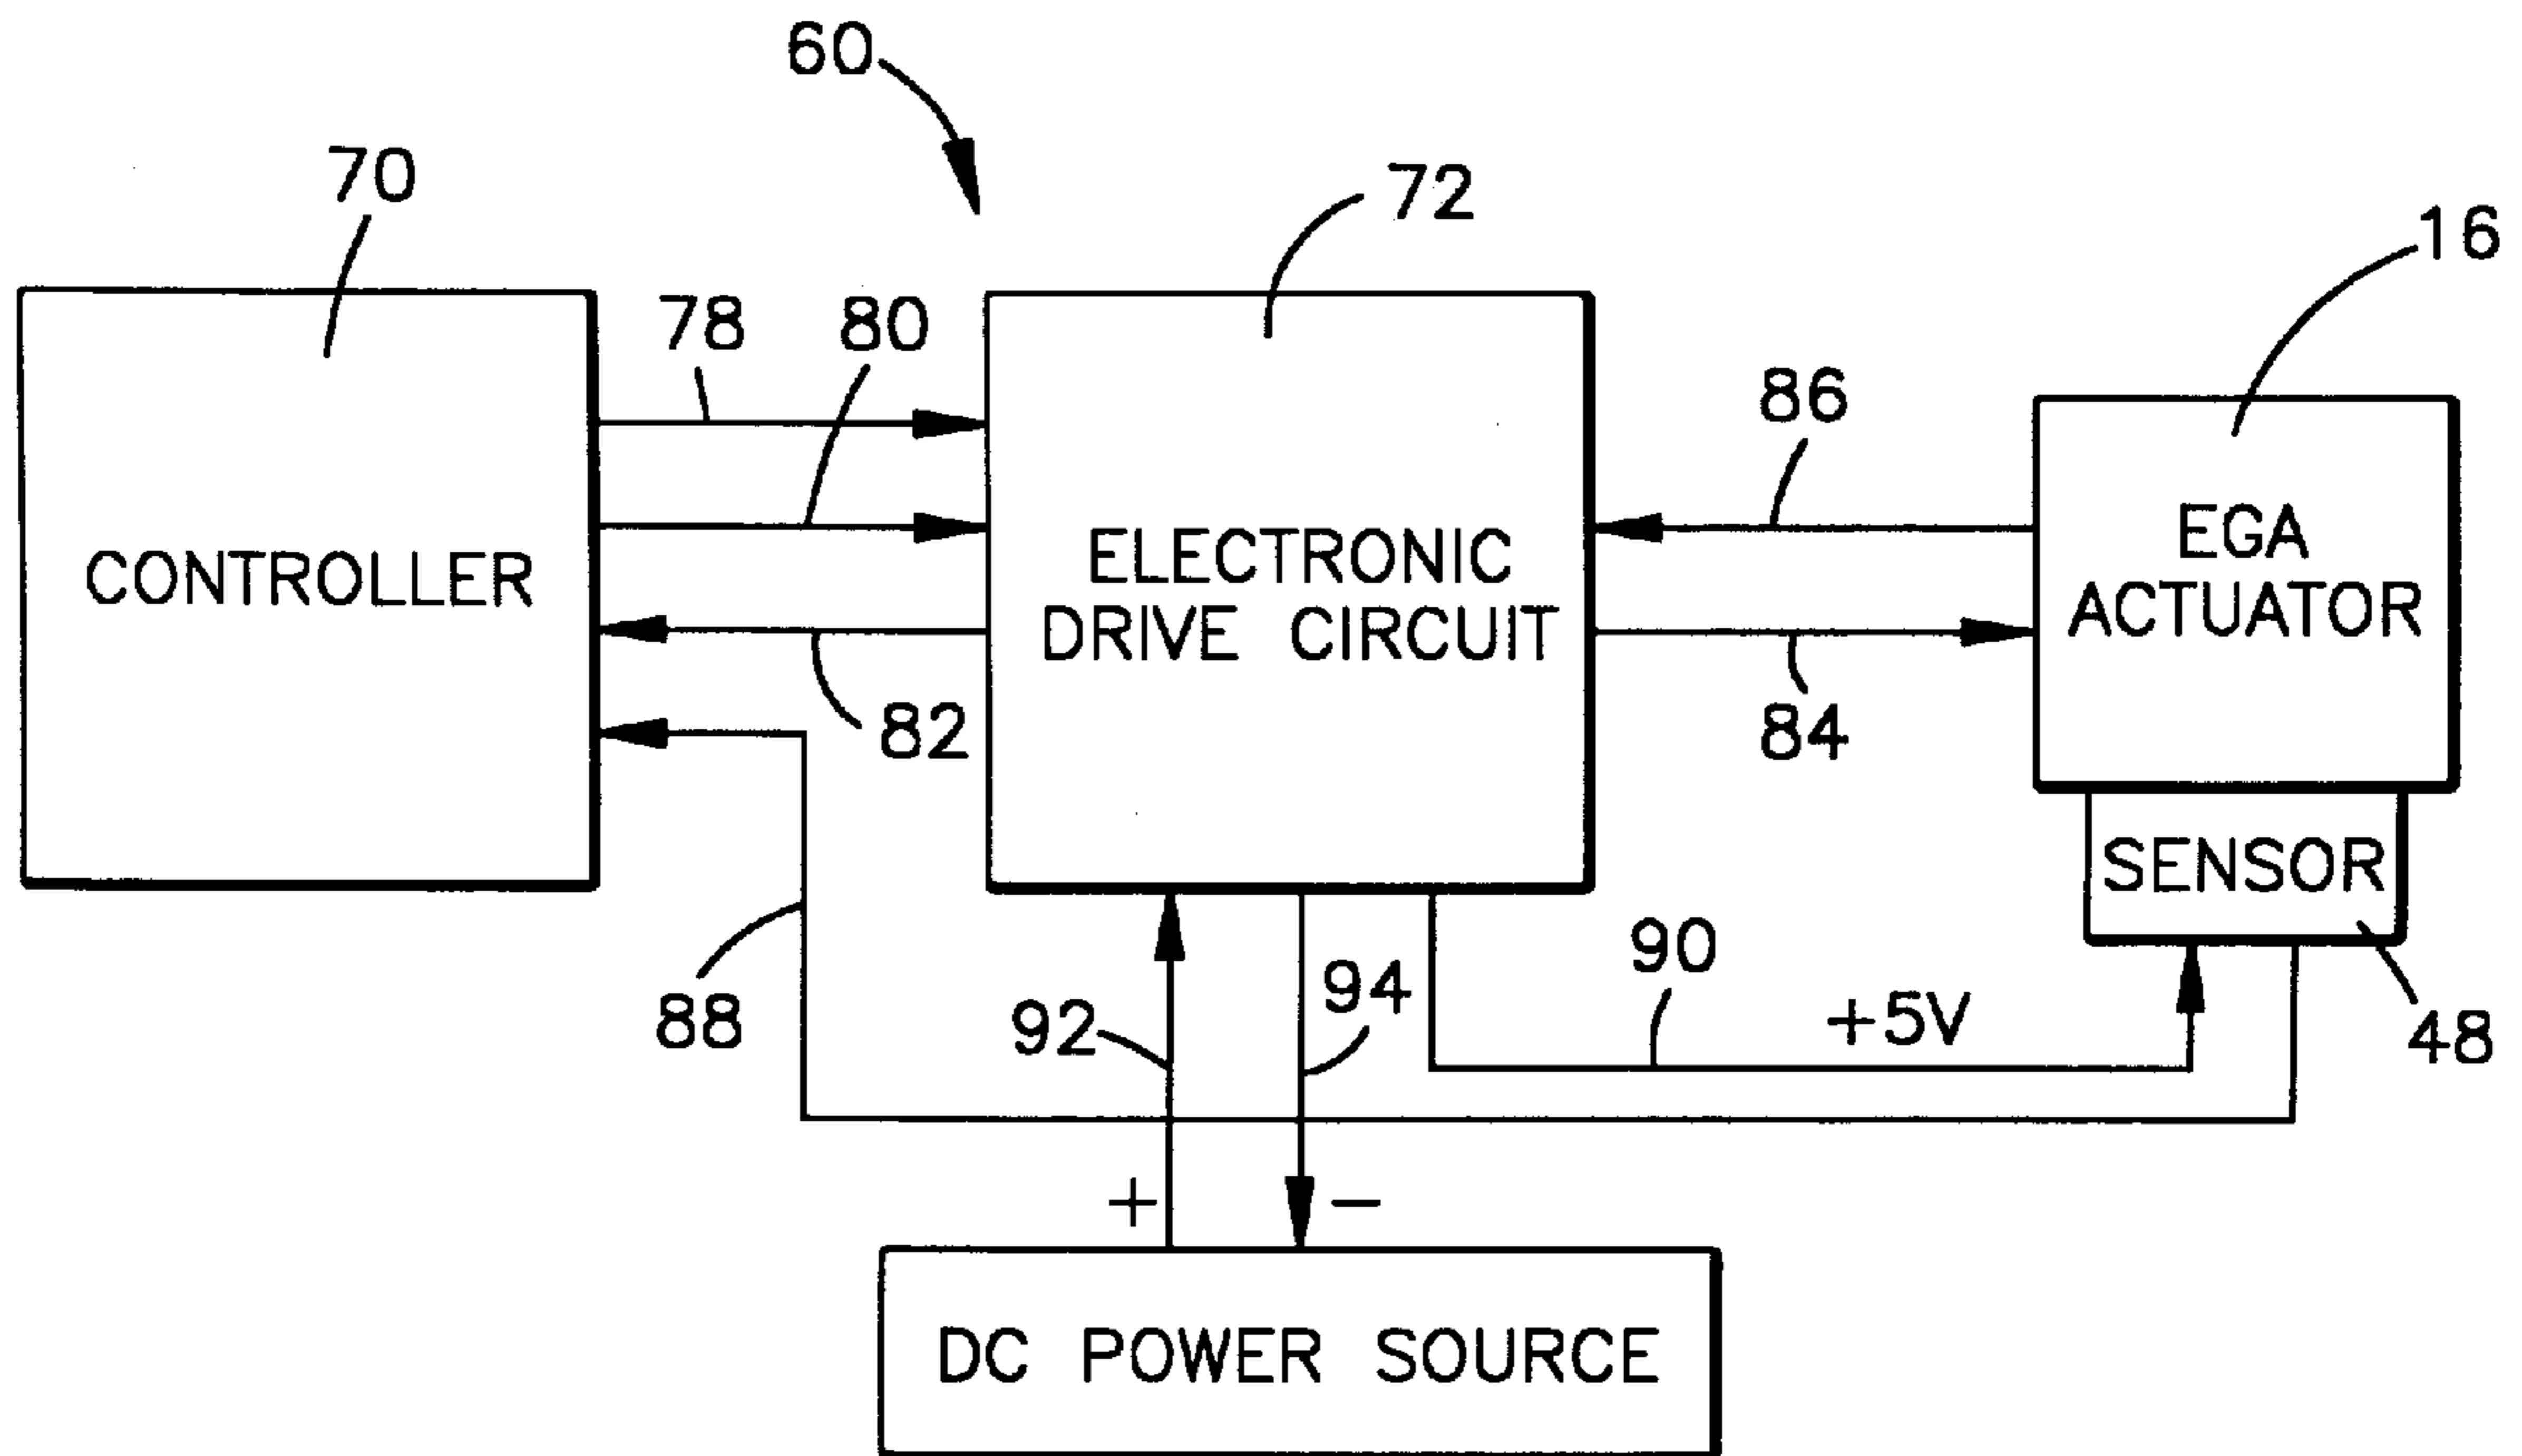 60
70
72
16
78
80
86
CONTROLLER
ELECTRONIC
DRIVE CIRCUIT
EGA
ACTUATOR
82
84
SENSOR
88
92
94
90
+5V
48
+
−
DC POWER SOURCE